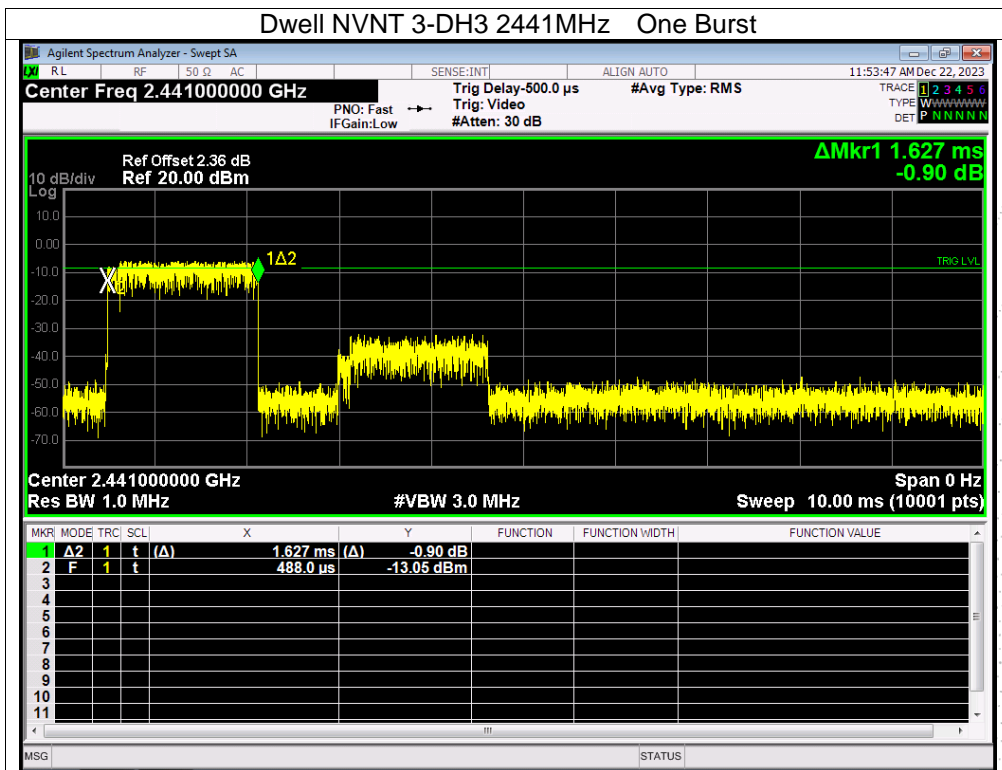 Dwell NVNT 3-DH3 2441MHz One Burst
Agilent Spectrum Analyzer - Swept SA
LXI RL RF 50 Ω AC SENSE:INT ALIGN AUTO 11:53:47 AM Dec 22, 2023
Center Freq 2.441000000 GHz
PNO: Fast
IFGain:Low
Trig Delay-500.0 µs
Trig: Video
#Atten: 30 dB
#Avg Type: RMS
TRACE 1 2 3 4 5 6
TYPE WWWWWWW
DET P N N N N N
ΔMkr1 1.627 ms
-0.90 dB
Ref Offset 2.36 dB
10 dB/div Ref 20.00 dBm
Log
10.0
0.00
1Δ2
TRIG LVL
-10.0
-20.0
-30.0
-40.0
-50.0
-60.0
-70.0
Center 2.441000000 GHz Span 0 Hz
Res BW 1.0 MHz #VBW 3.0 MHz Sweep 10.00 ms (10001 pts)
MKR MODE TRC SCL X Y FUNCTION FUNCTION WIDTH FUNCTION VALUE
1 Δ2 1 t (Δ) 1.627 ms (Δ) -0.90 dB
2 F 1 t 488.0 µs -13.05 dBm
3
4
5
6
7
8
9
10
11
MSG STATUS